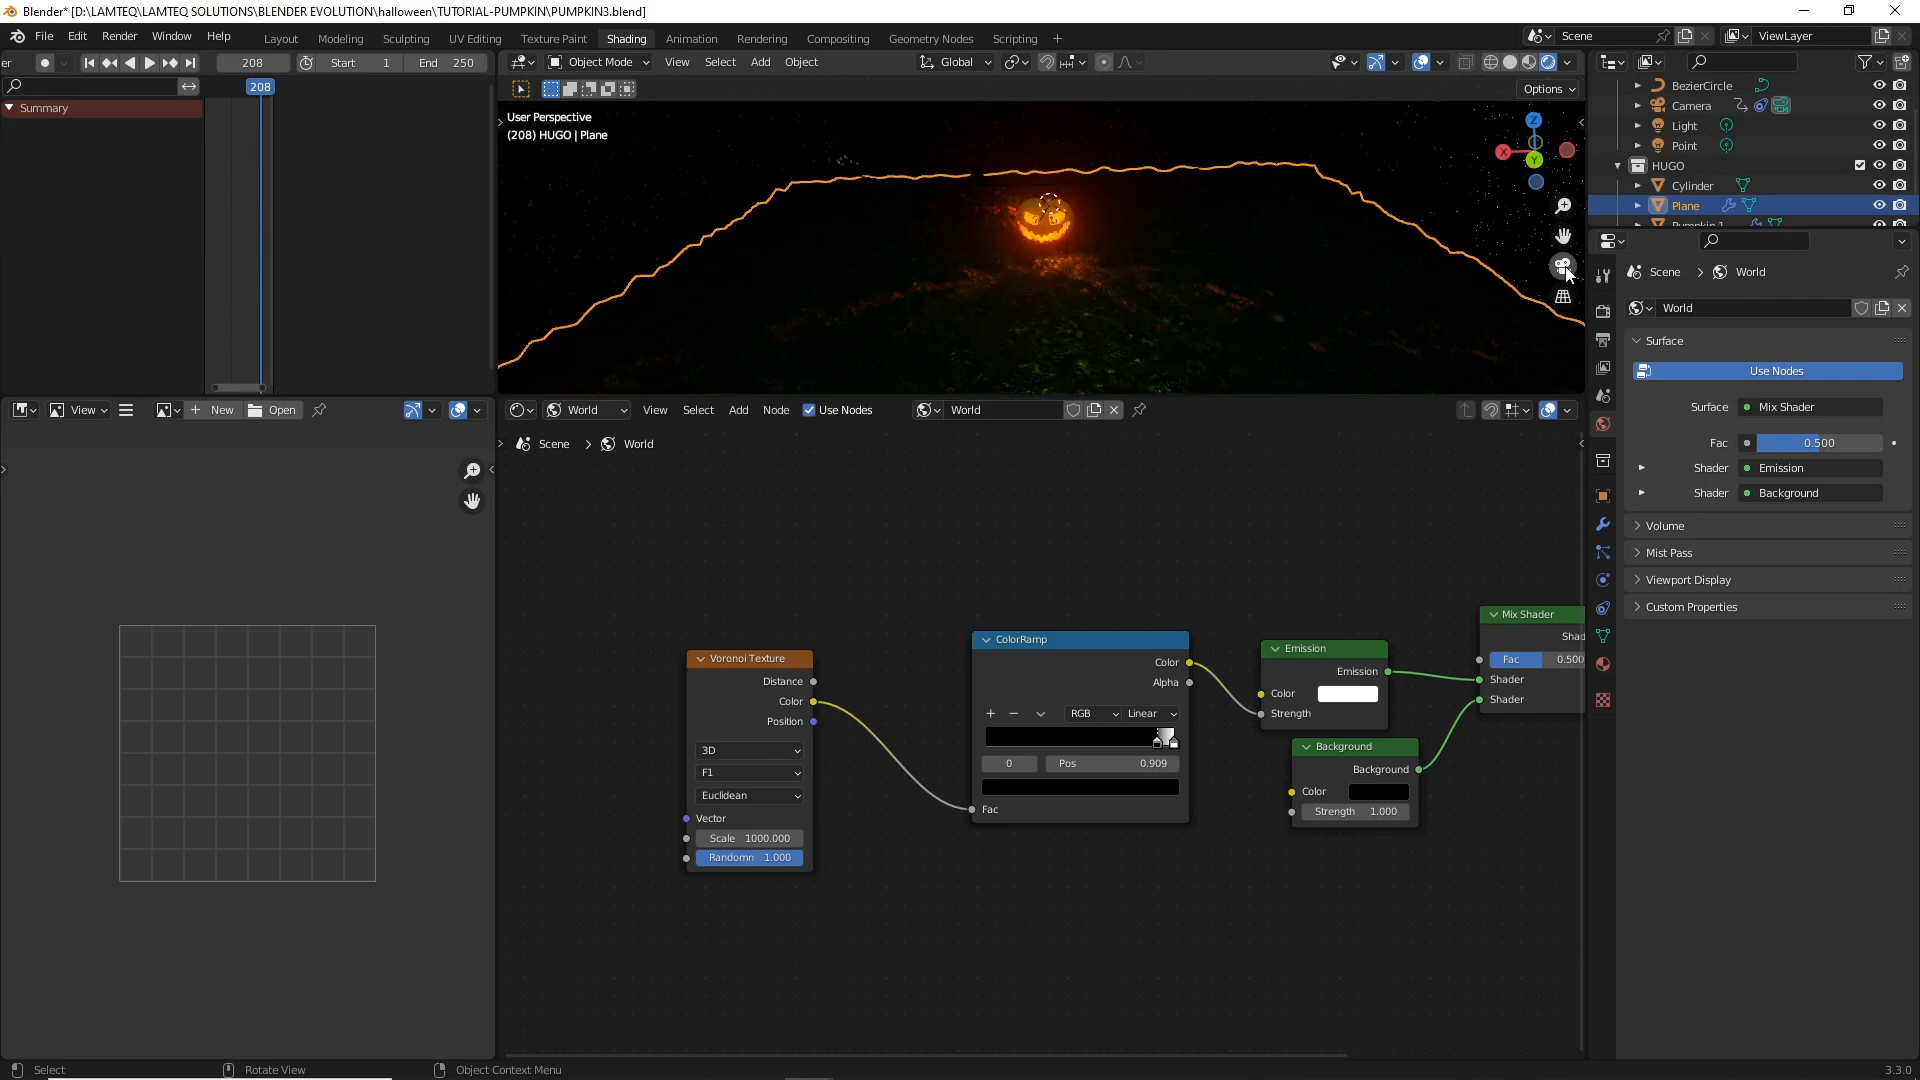 Blender* [D:\LAMTEQ\LAMTEQ SOLUTIONS\BLENDER EVOLUTION\halloween\TUTORIAL-PUMPKIN\PUMPKIN3.blend]
File Edit Render Window Help Layout Modeling Sculpting UV Editing Texture Paint Shading Animation Rendering Compositing Geometry Nodes Scripting + Scene ViewLayer
er 208 Start 1 End 250 Object Mode View Select Add Object Global
208 Options
Summary
User Perspective
(208) HUGO | Plane
Z
X
Y
BezierCircle
Camera
Light
Point
HUGO
Cylinder
Plane
Pumpkin 1
Scene > World
World
Surface
Use Nodes
Surface Mix Shader
Fac 0.500
Shader Emission
Shader Background
Volume
Mist Pass
Viewport Display
Custom Properties
View New Open
World View Select Add Node Use Nodes World
Scene > World
Voronoi Texture
Distance
Color
Position
3D
F1
Euclidean
Vector
Scale 1000.000
Randomn 1.000
ColorRamp
Color
Alpha
RGB Linear
0 Pos 0.909
Fac
Emission
Emission
Color
Strength
Background
Background
Color
Strength 1.000
Mix Shader
Shad
Fac 0.500
Shader
Shader
Select Rotate View Object Context Menu 3.3.0